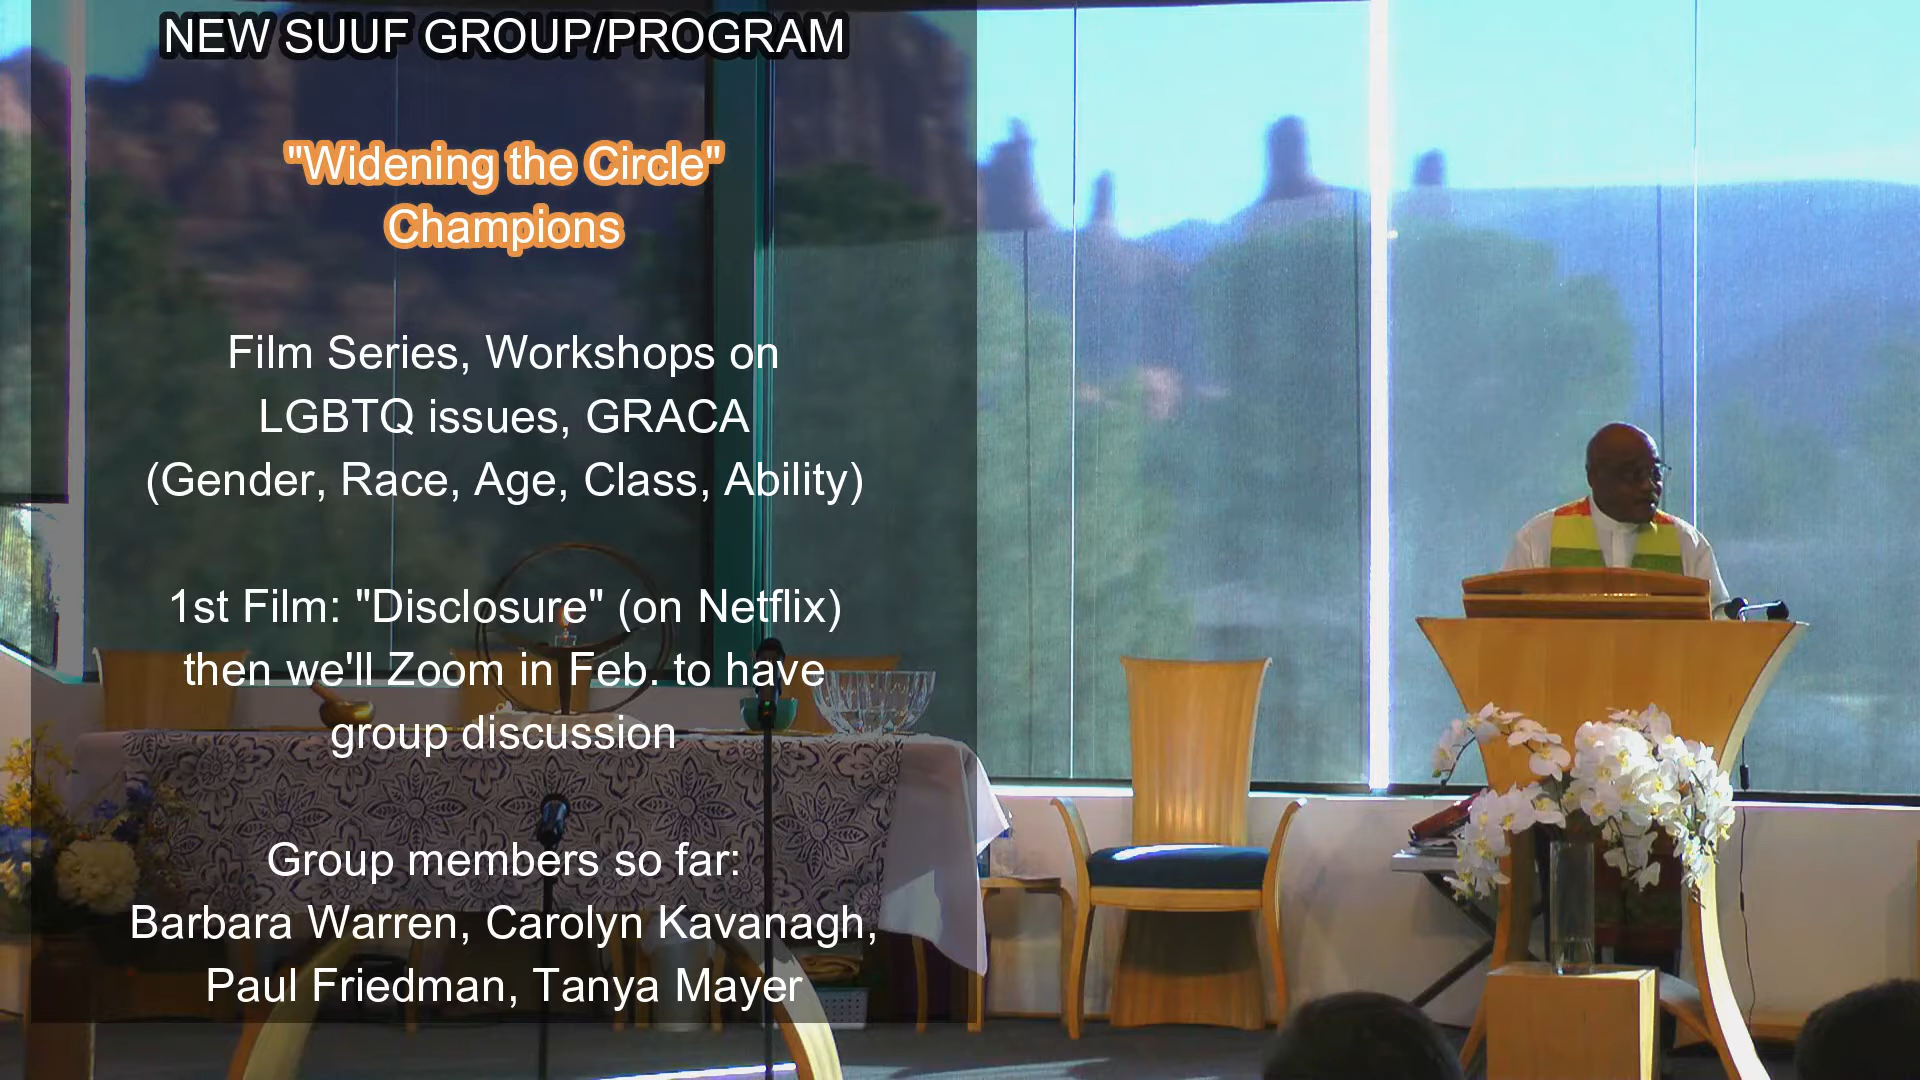 NEW SUUF GROUP/PROGRAM
"Widening the Circle"
Champions
Film Series, Workshops on
LGBTQ issues, GRACA
(Gender, Race, Age, Class, Ability)
1st Film: "Disclosure" (on Netflix)
then we'll Zoom in Feb. to have
group discussion
Group members so far:
Barbara Warren, Carolyn Kavanagh,
Paul Friedman, Tanya Mayer